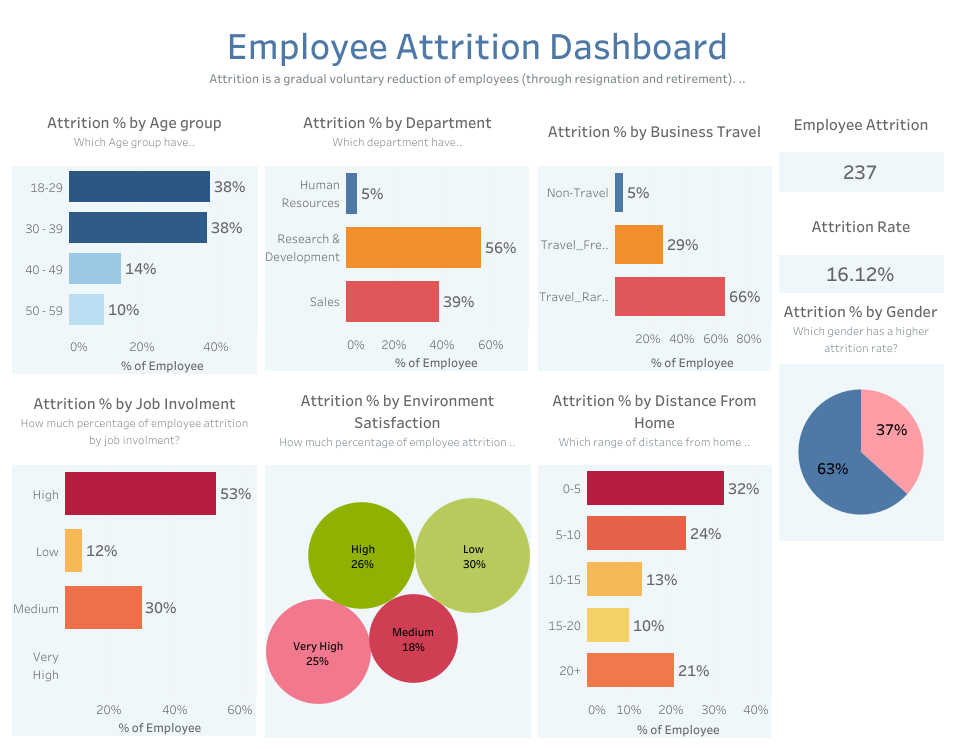 Employee Attrition Dashboard
Attrition is a gradual voluntary reduction of employees (through resignation and retirement). ..
Attrition % by Age group
Which Age group have..
18-29
38%
30 - 39
38%
40 - 49
14%
50 - 59
10%
0%
20%
40%
% of Employee
Attrition % by Department
Which department have..
Human
Resources
5%
Research &
Development
56%
Sales
39%
0%
20%
40%
60%
% of Employee
Attrition % by Business Travel
Non-Travel
5%
Travel_Fre..
29%
Travel_Rar..
66%
20%
40%
60%
80%
% of Employee
Employee Attrition
237
Attrition Rate
16.12%
Attrition % by Gender
Which gender has a higher
attrition rate?
37%
63%
Attrition % by Job Involment
How much percentage of employee attrition
by job involment?
High
53%
Low
12%
Medium
30%
Very
High
20%
40%
60%
% of Employee
Attrition % by Environment
Satisfaction
How much percentage of employee attrition ..
High
26%
Low
30%
Very High
25%
Medium
18%
Attrition % by Distance From
Home
Which range of distance from home ..
0-5
32%
5-10
24%
10-15
13%
15-20
10%
20+
21%
0%
10%
20%
30%
40%
% of Employee